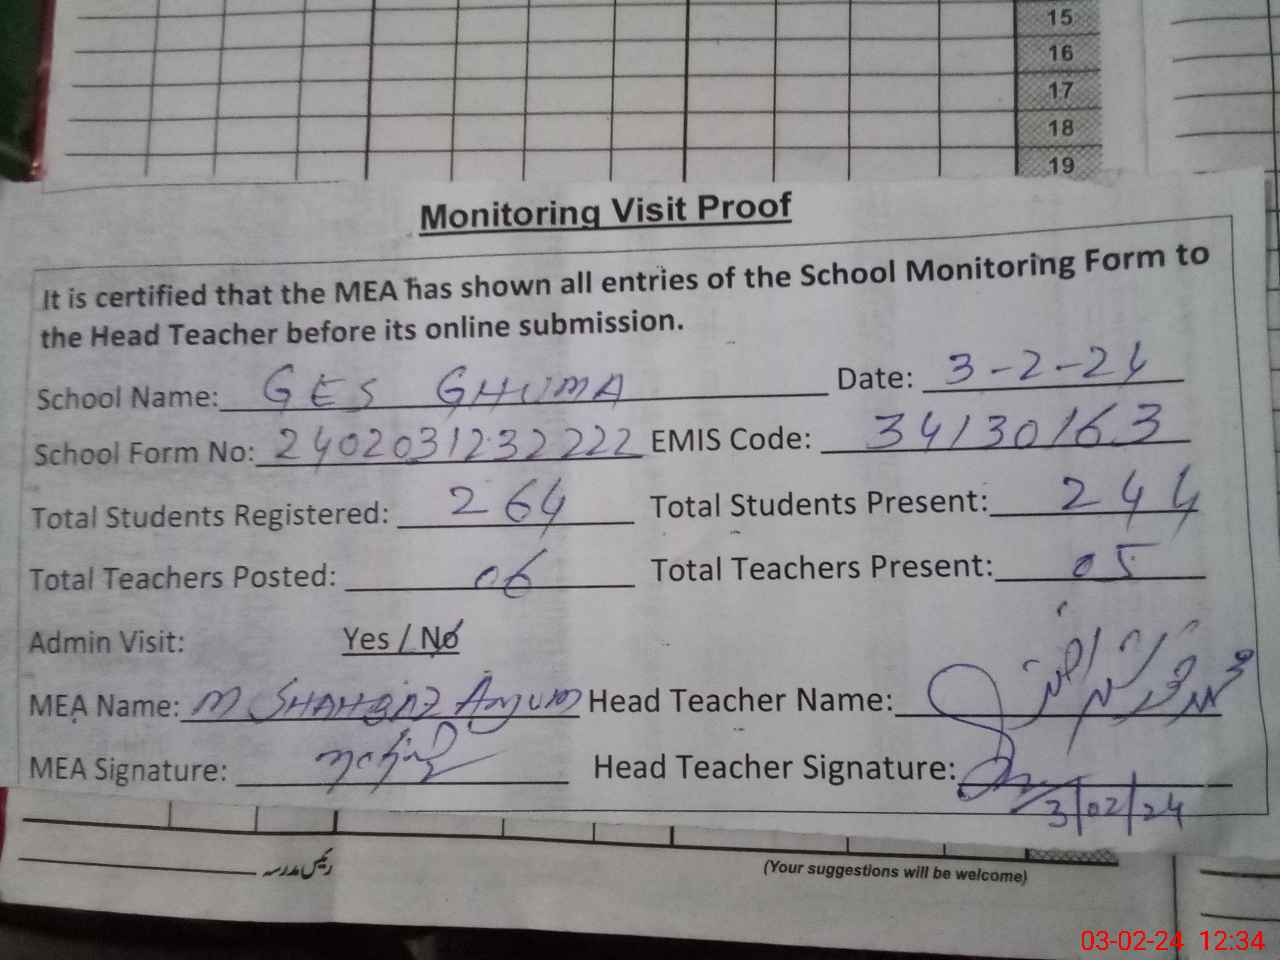 15
16
17
18
19
Monitoring Visit Proof
It is certified that the MEA has shown all entries of the School Monitoring Form to
the Head Teacher before its online submission.
School Name: GES GHUMA Date: 3-2-24
School Form No: 2402031232222 EMIS Code: 34130163
Total Students Registered: 264 Total Students Present: 244
Total Teachers Posted: 06 Total Teachers Present: 05
Admin Visit: Yes / No
MEA Name: M SHAHBAZ Anjum Head Teacher Name:
MEA Signature: Head Teacher Signature:
3/02/24
رئیس مدرسہ
(Your suggestions will be welcome)
03-02-24 12:34